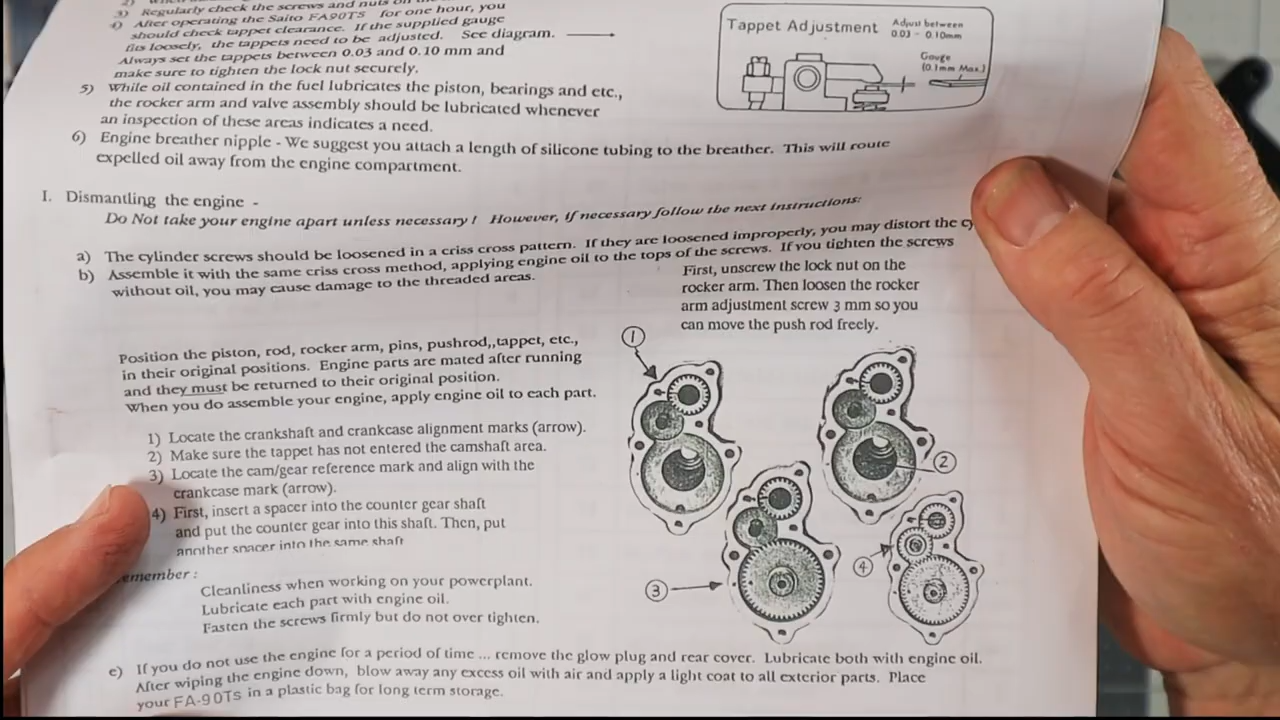 3) Regularly check the screws and nuts on the
4) After operating the Saito FA90TS for one hour, you
should check tappet clearance. If the supplied gauge
fits loosely, the tappets need to be adjusted. See diagram.
Always set the tappets between 0.03 and 0.10 mm and
make sure to tighten the lock nut securely.
Tappet Adjustment
Adjust between
0.03 - 0.10mm
Gauge
(0.1mm Max.)
5) While oil contained in the fuel lubricates the piston, bearings and etc.,
the rocker arm and valve assembly should be lubricated whenever
an inspection of these areas indicates a need.
6) Engine breather nipple - We suggest you attach a length of silicone tubing to the breather. This will route
expelled oil away from the engine compartment.
I. Dismantling the engine -
Do Not take your engine apart unless necessary! However, if necessary follow the next instructions:
a) The cylinder screws should be loosened in a criss cross pattern. If they are loosened improperly, you may distort the cy
b) Assemble it with the same criss cross method, applying engine oil to the tops of the screws. If you tighten the screws
without oil, you may cause damage to the threaded areas.
First, unscrew the lock nut on the
rocker arm. Then loosen the rocker
arm adjustment screw 3 mm so you
can move the push rod freely.
Position the piston, rod, rocker arm, pins, pushrod,,tappet, etc.,
in their original positions. Engine parts are mated after running
and they must be returned to their original position.
When you do assemble your engine, apply engine oil to each part.
1) Locate the crankshaft and crankcase alignment marks (arrow).
2) Make sure the tappet has not entered the camshaft area.
3) Locate the cam/gear reference mark and align with the
crankcase mark (arrow).
4) First, insert a spacer into the counter gear shaft
and put the counter gear into this shaft. Then, put
another spacer into the same shaft
1
2
3
4
emember :
Cleanliness when working on your powerplant.
Lubricate each part with engine oil.
Fasten the screws firmly but do not over tighten.
e) If you do not use the engine for a period of time ... remove the glow plug and rear cover. Lubricate both with engine oil.
After wiping the engine down, blow away any excess oil with air and apply a light coat to all exterior parts. Place
your FA-90TS in a plastic bag for long term storage.